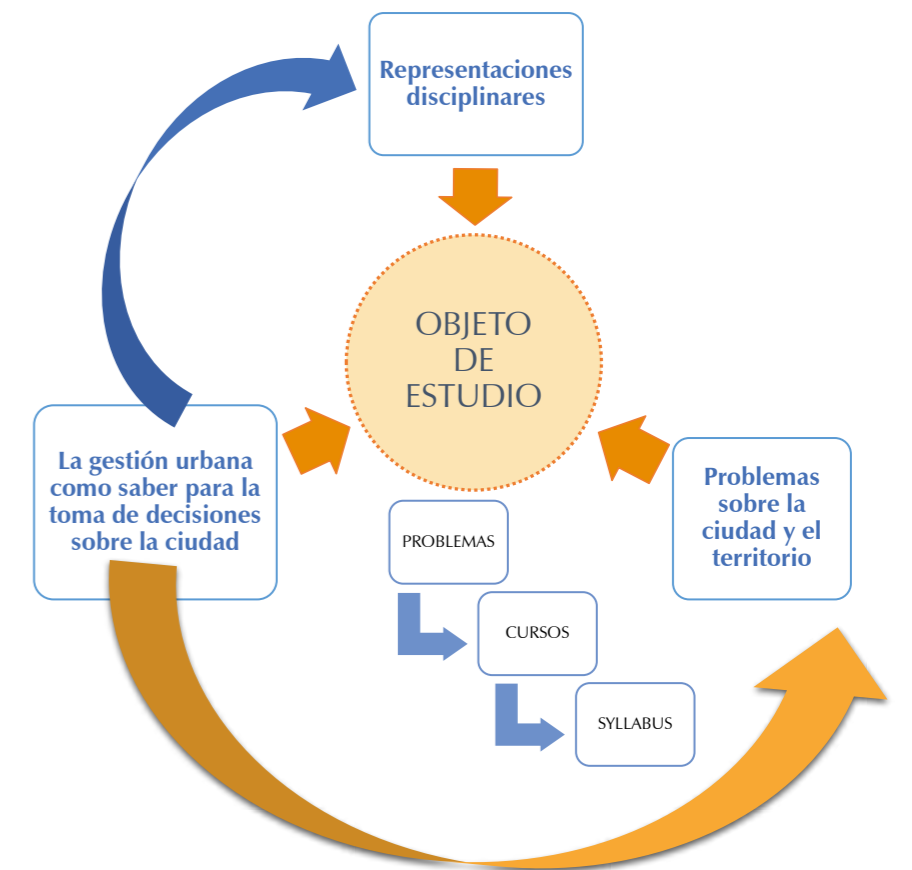 Representaciones
disciplinares
OBJETO
DE
ESTUDIO
La gestión urbana
como saber para la
toma de decisiones
sobre la ciudad
Problemas
sobre la
ciudad y el
territorio
PROBLEMAS
CURSOS
SYLLABUS